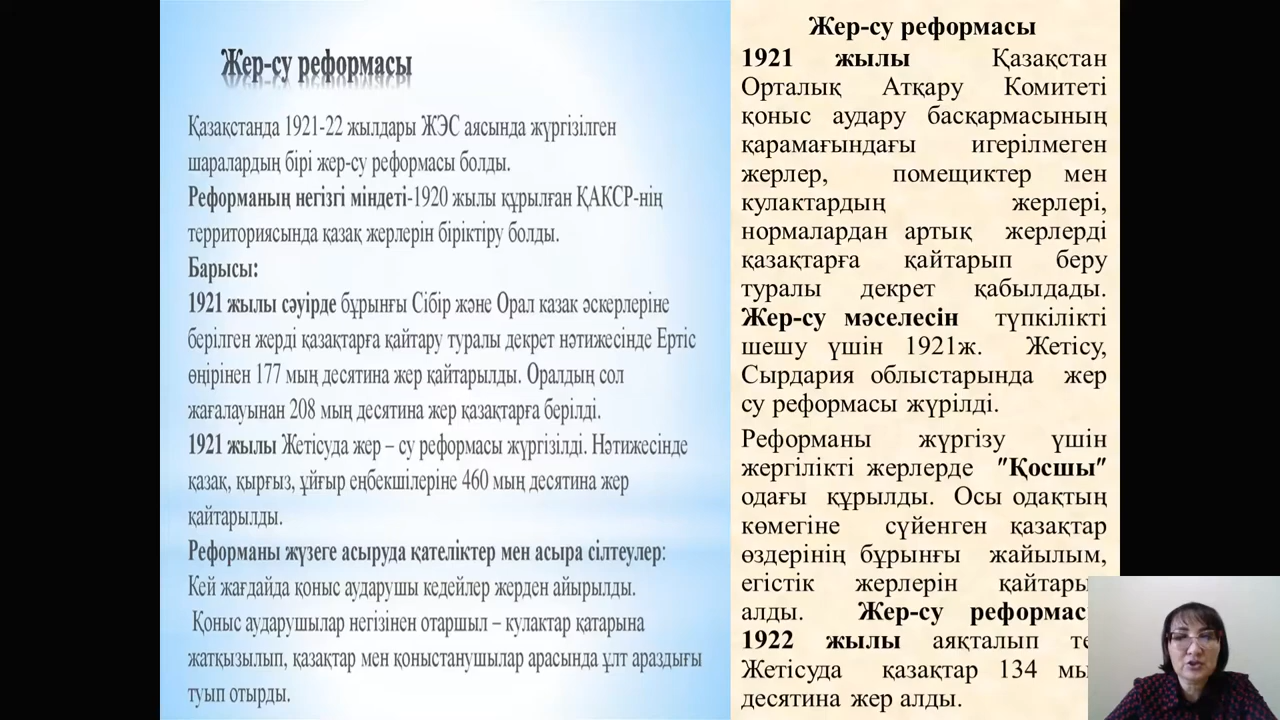 Жер-су реформасы
Қазақстанда 1921-22 жылдары ЖЭС аясында жүргізілген
шаралардың бірі жер-су реформасы болды.
Реформаның негізгі міндеті-1920 жылы құрылған ҚАКСР-нің
территориясында қазақ жерлерін біріктіру болды.
Барысы:
1921 жылы сәуірде бұрынғы Сібір және Орал казак әскерлеріне
берілген жерді қазақтарға қайтару туралы декрет нәтижесінде Ертіс
өңірінен 177 мың десятина жер қайтарылды. Оралдың сол
жағалауынан 208 мың десятина жер қазақтарға берілді.
1921 жылы Жетісуда жер – су реформасы жүргізілді. Нәтижесінде
қазақ, қырғыз, ұйғыр еңбекшілеріне 460 мың десятина жер
қайтарылды.
Реформаны жүзеге асыруда қателіктер мен асыра сілтеулер:
Кей жағдайда қоныс аударушы кедейлер жерден айырылды.
Қоныс аударушылар негізінен отаршыл – кулактар қатарына
жатқызылып, қазақтар мен қоныстанушылар арасында ұлт араздығы
туып отырды.
Жер-су реформасы
1921 жылы Қазақстан
Орталық Атқару Комитеті
қоныс аудару басқармасының
қарамағындағы игерілмеген
жерлер, помещиктер мен
кулактардың жерлері,
нормалардан артық жерлерді
қазақтарға қайтарып беру
туралы декрет қабылдады.
Жер-су мәселесін түпкілікті
шешу үшін 1921ж. Жетісу,
Сырдария облыстарында жер
су реформасы жүрілді.
Реформаны жүргізу үшін
жергілікті жерлерде "Қосшы"
одағы құрылды. Осы одақтың
көмегіне сүйенген қазақтар
өздерінің бұрынғы жайылым,
егістік жерлерін қайтары
алды. Жер-су реформас
1922 жылы аяқталып те
Жетісуда қазақтар 134 мы
десятина жер алды.